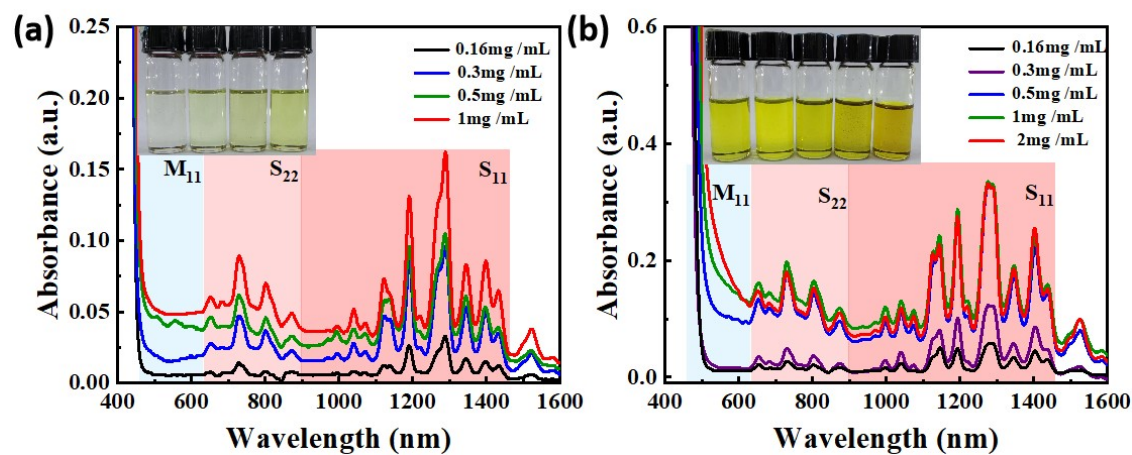 (a)
0.25
0.20
0.15
0.10
0.05
0.00
Absorbance (a.u.)
0.16mg /mL
0.3mg /mL
0.5mg /mL
1mg /mL
M11
S22
S11
400 600 800 1000 1200 1400 1600
Wavelength (nm)
(b)
0.6
0.4
0.2
0.0
Absorbance (a.u.)
0.16mg /mL
0.3mg /mL
0.5mg /mL
1mg /mL
2mg /mL
M11
S22
S11
400 600 800 1000 1200 1400 1600
Wavelength (nm)